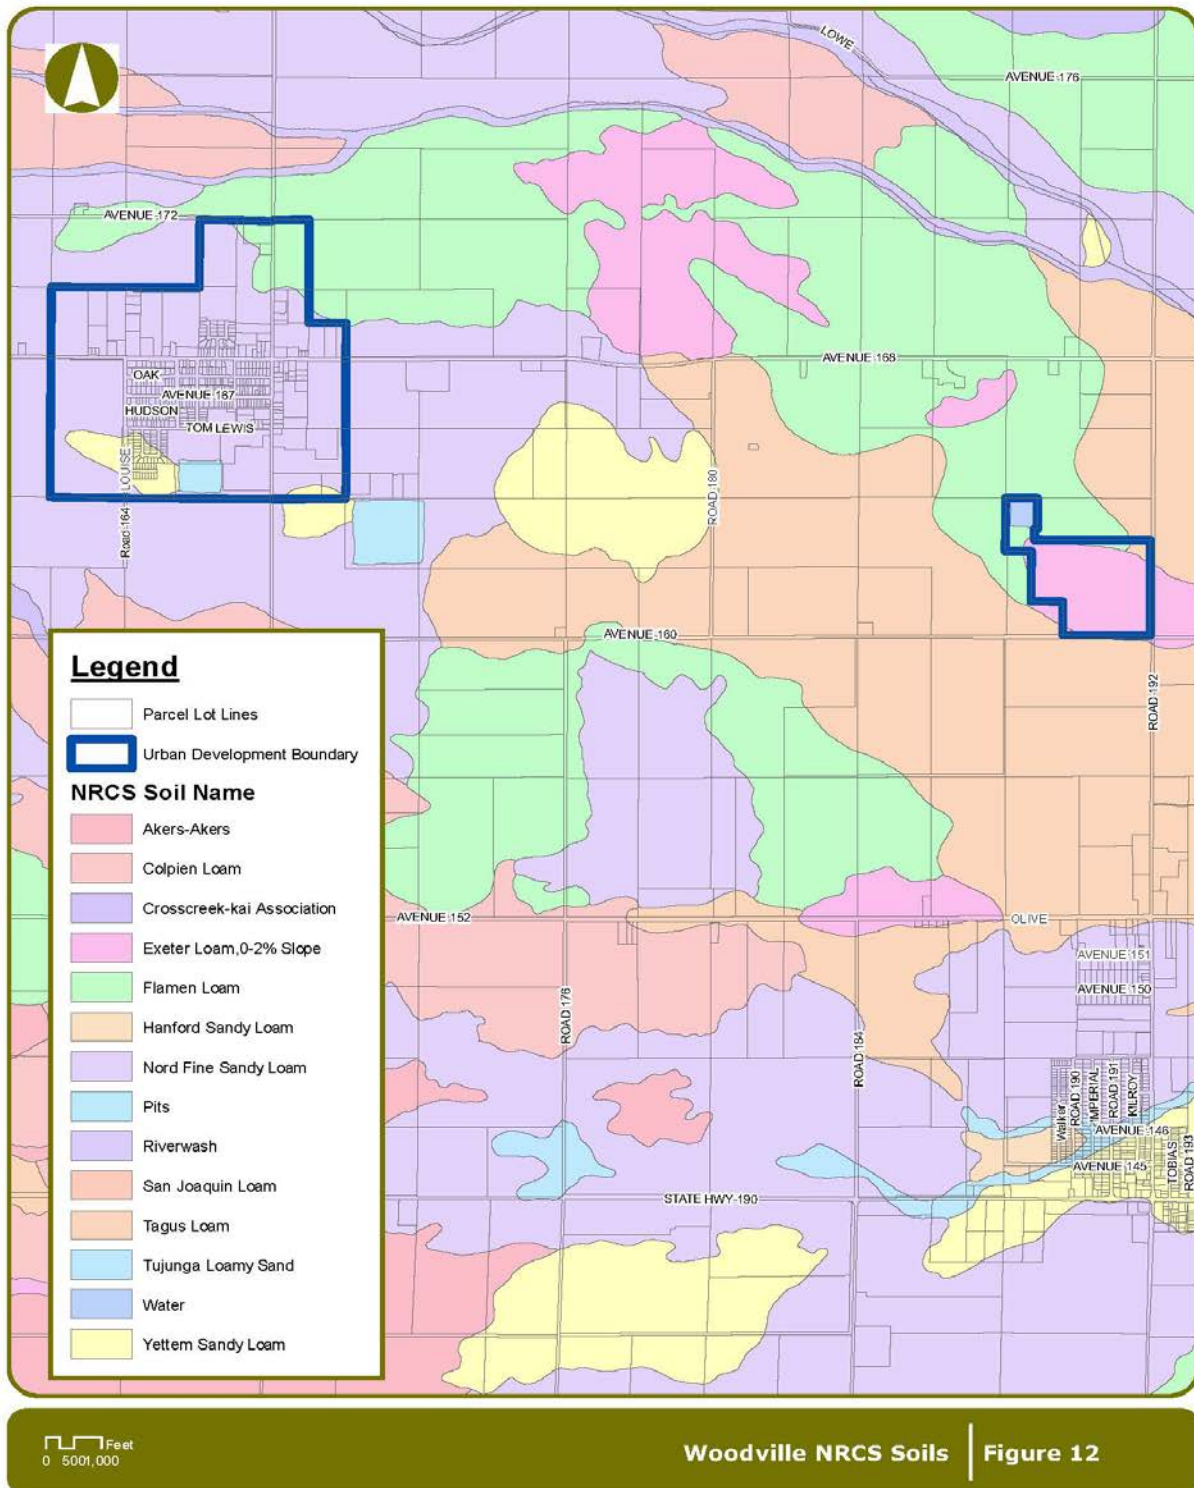 LOWE
AVENUE 176
AVENUE 172
AVENUE 168
OAK
AVENUE 167
HUDSON
TOM LEWIS
LOUISE
Road 164
ROAD 180
AVENUE 160
ROAD 192
Legend
Parcel Lot Lines
Urban Development Boundary
NRCS Soil Name
Akers-Akers
Colpien Loam
Crosscreek-kai Association
Exeter Loam,0-2% Slope
Flamen Loam
Hanford Sandy Loam
Nord Fine Sandy Loam
Pits
Riverwash
San Joaquin Loam
Tagus Loam
Tujunga Loamy Sand
Water
Yettem Sandy Loam
AVENUE 152
OLIVE
AVENUE 151
AVENUE 150
ROAD 176
ROAD 184
Walker
ROAD 190
IMPERIAL
ROAD 191
KILROY
AVENUE 146
AVENUE 145
TOBIAS
ROAD 193
STATE HWY 190
Feet
0 5001,000
Woodville NRCS Soils
Figure 12